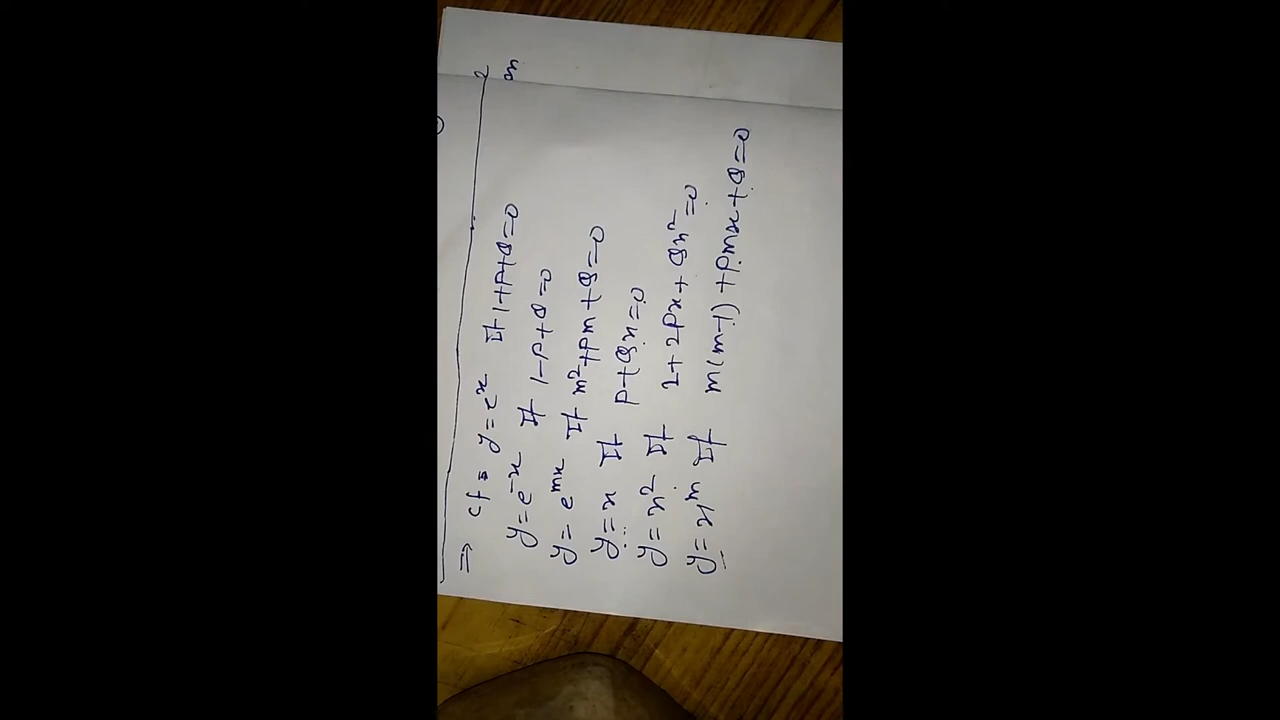 ⇒ CF = y = e^x If 1+P+Q=0
y = e^-x If 1-P+Q=0
y = e^mx If m²+Pm+Q=0
y = x If P+Qx=0
y = x² If 2+2Px+Qx²=0
y = x^m If m(m-1)+Pmx+Q=0